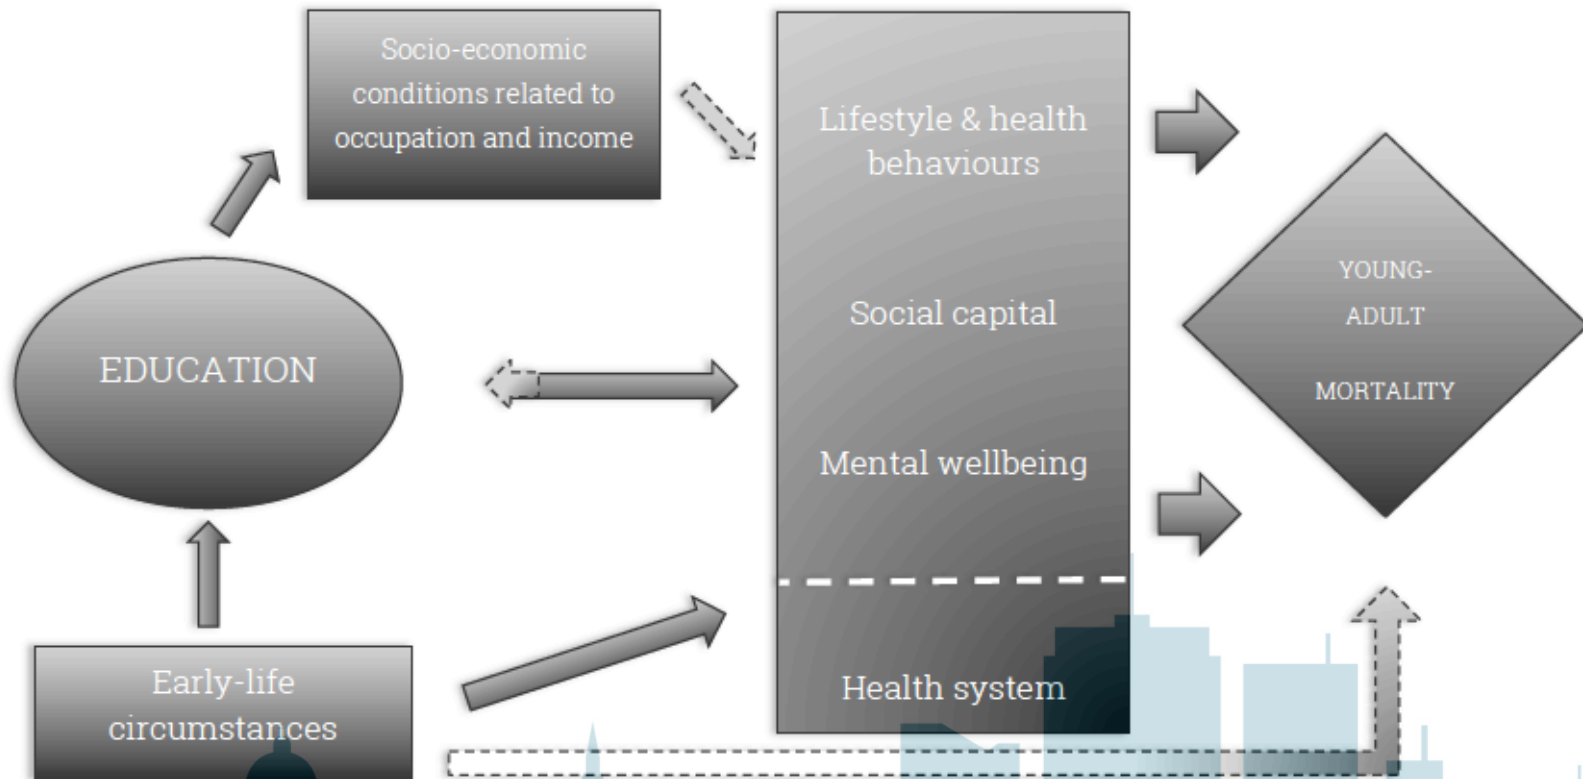 Socio-economic
conditions related to
occupation and income
Lifestyle & health
behaviours
Social capital
Mental wellbeing
Health system
YOUNG-
ADULT
MORTALITY
EDUCATION
Early-life
circumstances